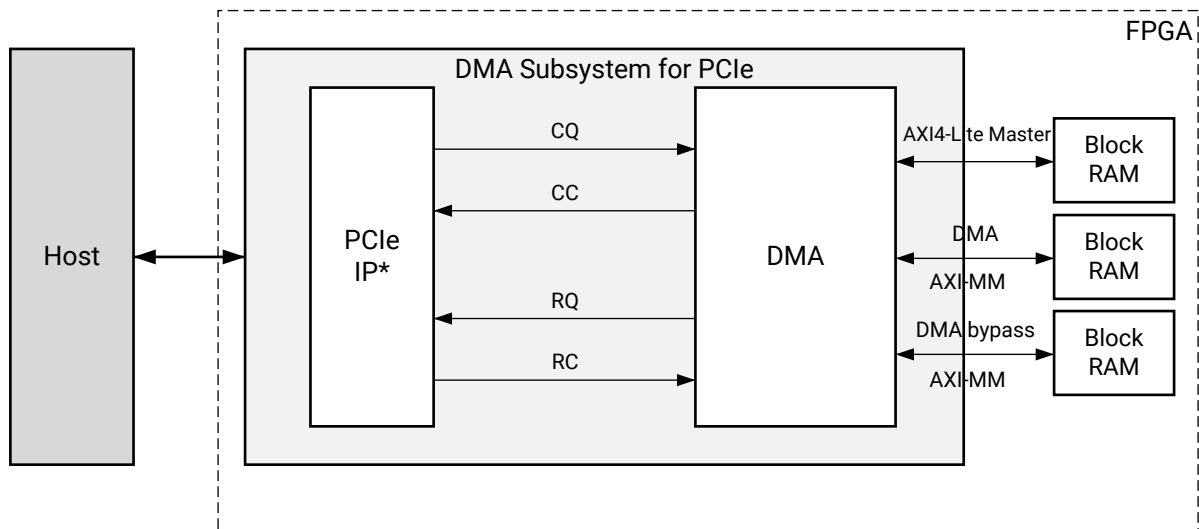 FPGA
DMA Subsystem for PCIe
Host
PCIe
IP*
CQ
CC
RQ
RC
DMA
AXI4-Lite Master
Block
RAM
DMA
AXI-MM
Block
RAM
DMA bypass
AXI-MM
Block
RAM